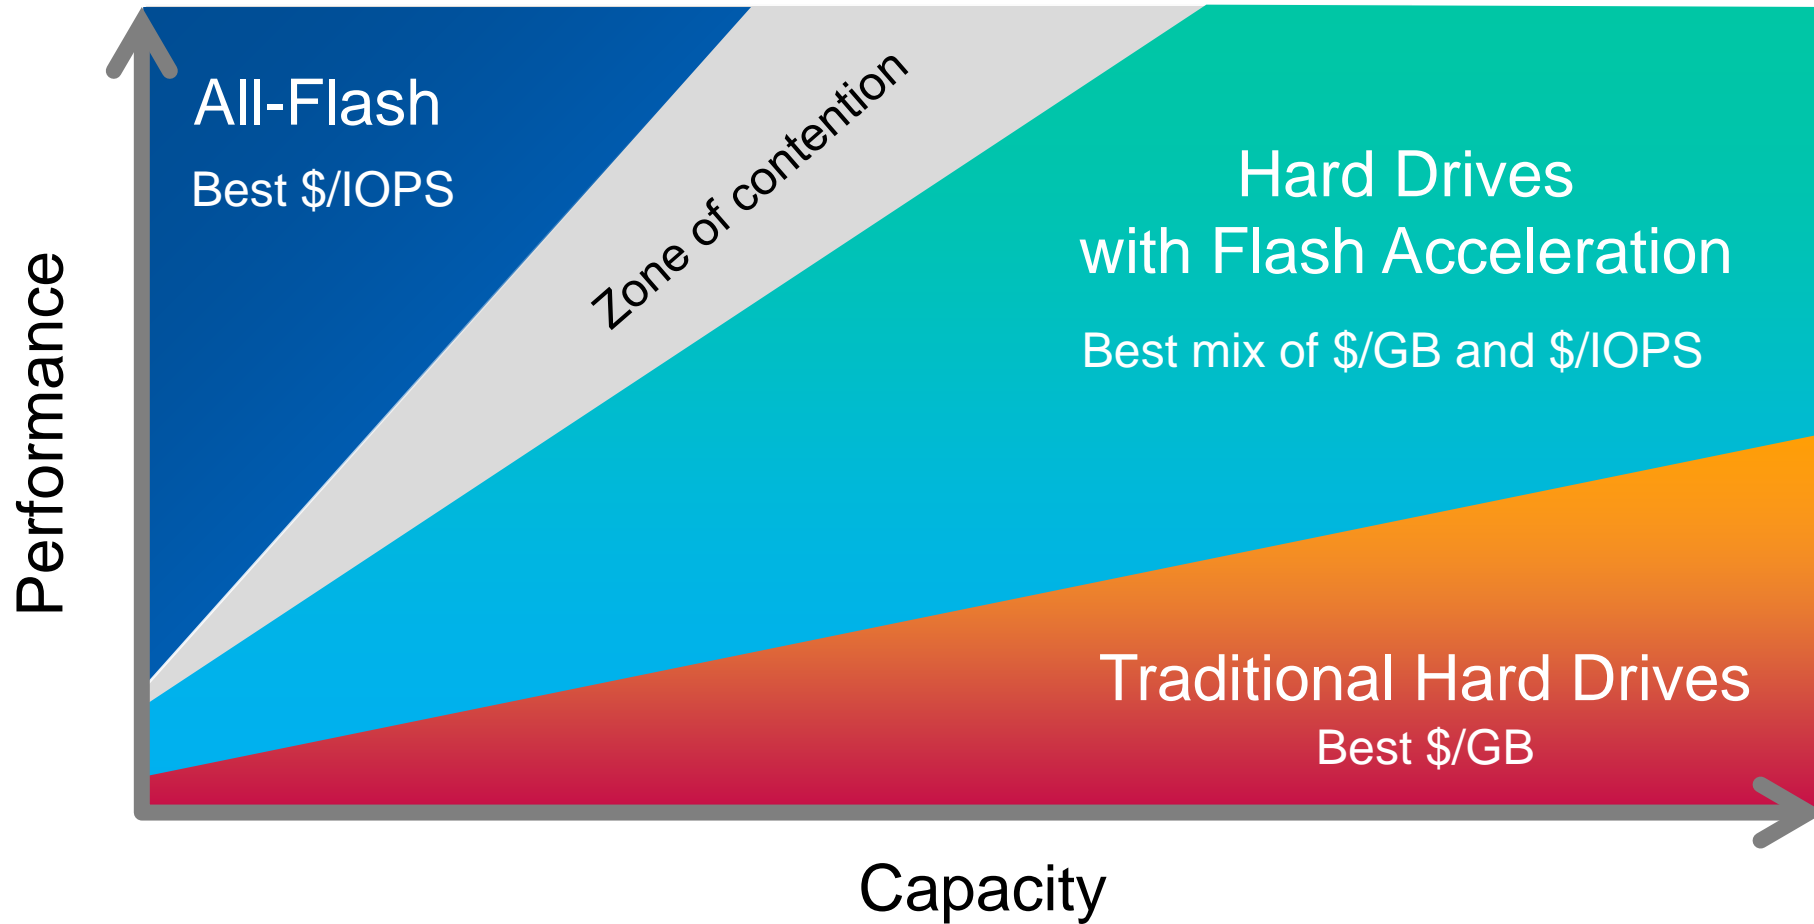 All-Flash
Best $/IOPS
Zone of contention
Hard Drives
with Flash Acceleration
Best mix of $/GB and $/IOPS
Traditional Hard Drives
Best $/GB
Performance
Capacity